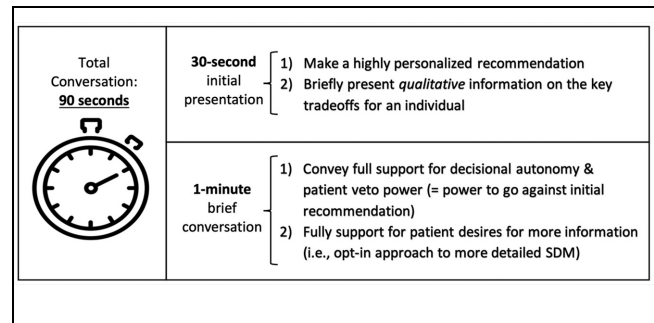 Total
Conversation:
90 seconds
30-second
initial
presentation
1) Make a highly personalized recommendation
2) Briefly present qualitative information on the key
tradeoffs for an individual
1-minute
brief
conversation
1) Convey full support for decisional autonomy &
patient veto power (= power to go against initial
recommendation)
2) Fully support for patient desires for more information
(i.e., opt-in approach to more detailed SDM)